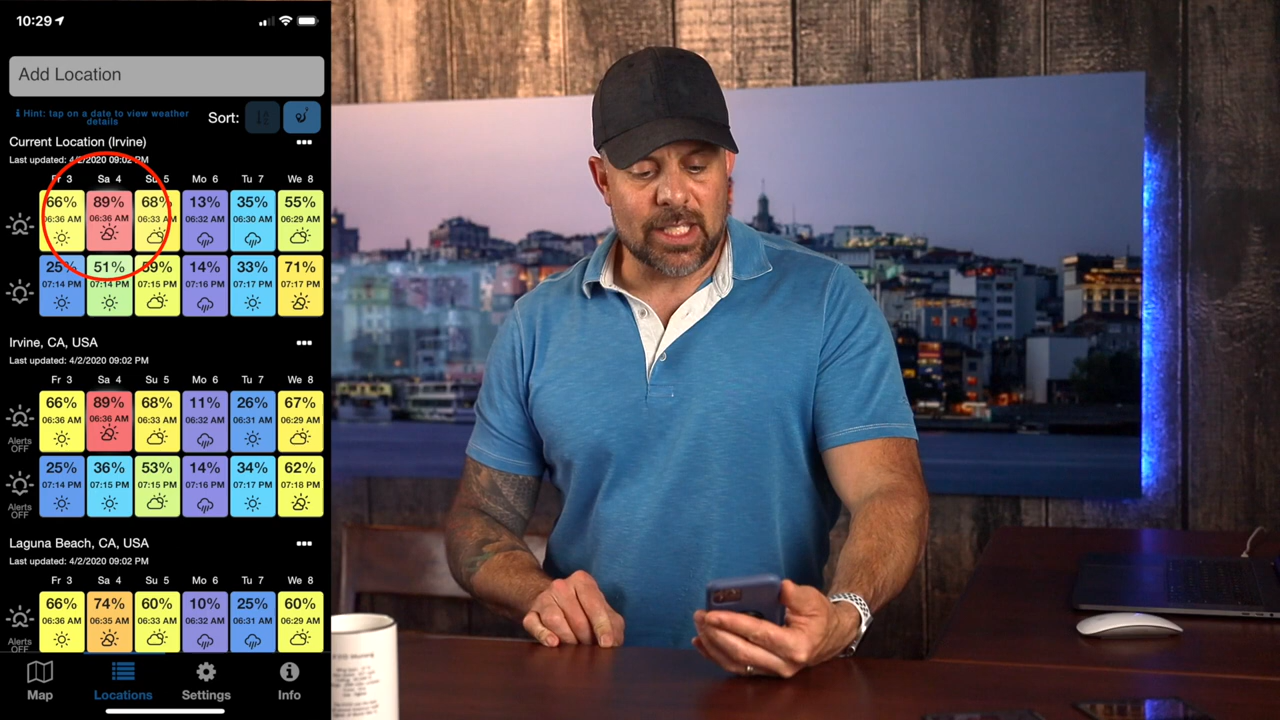 10:29
Add Location
Hint: tap on a date to view weather details
Sort:
Current Location (Irvine)
Last updated: 4/2/2020 09:02 PM
Fr 3 Sa 4 Su 5 Mo 6 Tu 7 We 8
66% 89% 68% 13% 35% 55%
06:36 AM 06:36 AM 06:33 AM 06:32 AM 06:30 AM 06:29 AM
25% 51% 59% 14% 33% 71%
07:14 PM 07:14 PM 07:15 PM 07:16 PM 07:17 PM 07:17 PM
Irvine, CA, USA
Last updated: 4/2/2020 09:02 PM
Fr 3 Sa 4 Su 5 Mo 6 Tu 7 We 8
66% 89% 68% 11% 26% 67%
06:36 AM 06:36 AM 06:33 AM 06:32 AM 06:31 AM 06:29 AM
Alerts OFF
25% 36% 53% 14% 34% 62%
07:14 PM 07:15 PM 07:15 PM 07:16 PM 07:17 PM 07:18 PM
Alerts OFF
Laguna Beach, CA, USA
Last updated: 4/2/2020 09:02 PM
Fr 3 Sa 4 Su 5 Mo 6 Tu 7 We 8
66% 74% 60% 10% 25% 60%
06:36 AM 06:35 AM 06:33 AM 06:32 AM 06:31 AM 06:29 AM
Alerts
Map Locations Settings Info